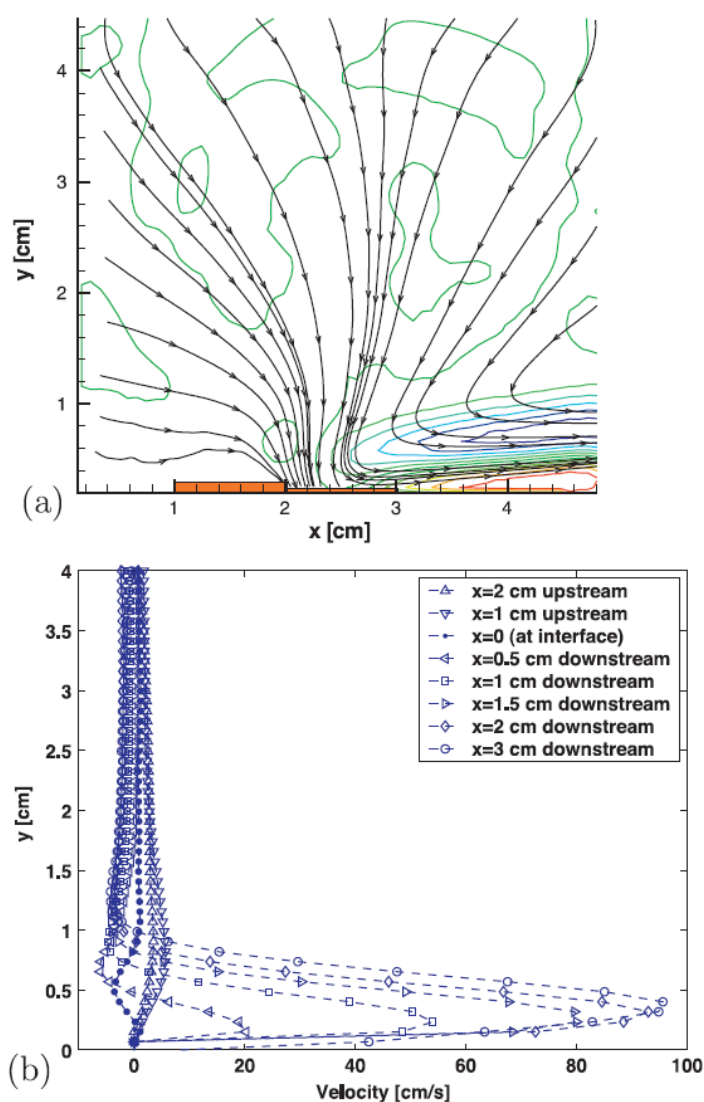 4
3
2
1
y [cm]
1 2 3 4
x [cm]
(a)
4
3.5
3
2.5
2
1.5
1
0.5
0
y [cm]
x=2 cm upstream
x=1 cm upstream
x=0 (at interface)
x=0.5 cm downstream
x=1 cm downstream
x=1.5 cm downstream
x=2 cm downstream
x=3 cm downstream
0 20 40 60 80 100
Velocity [cm/s]
(b)